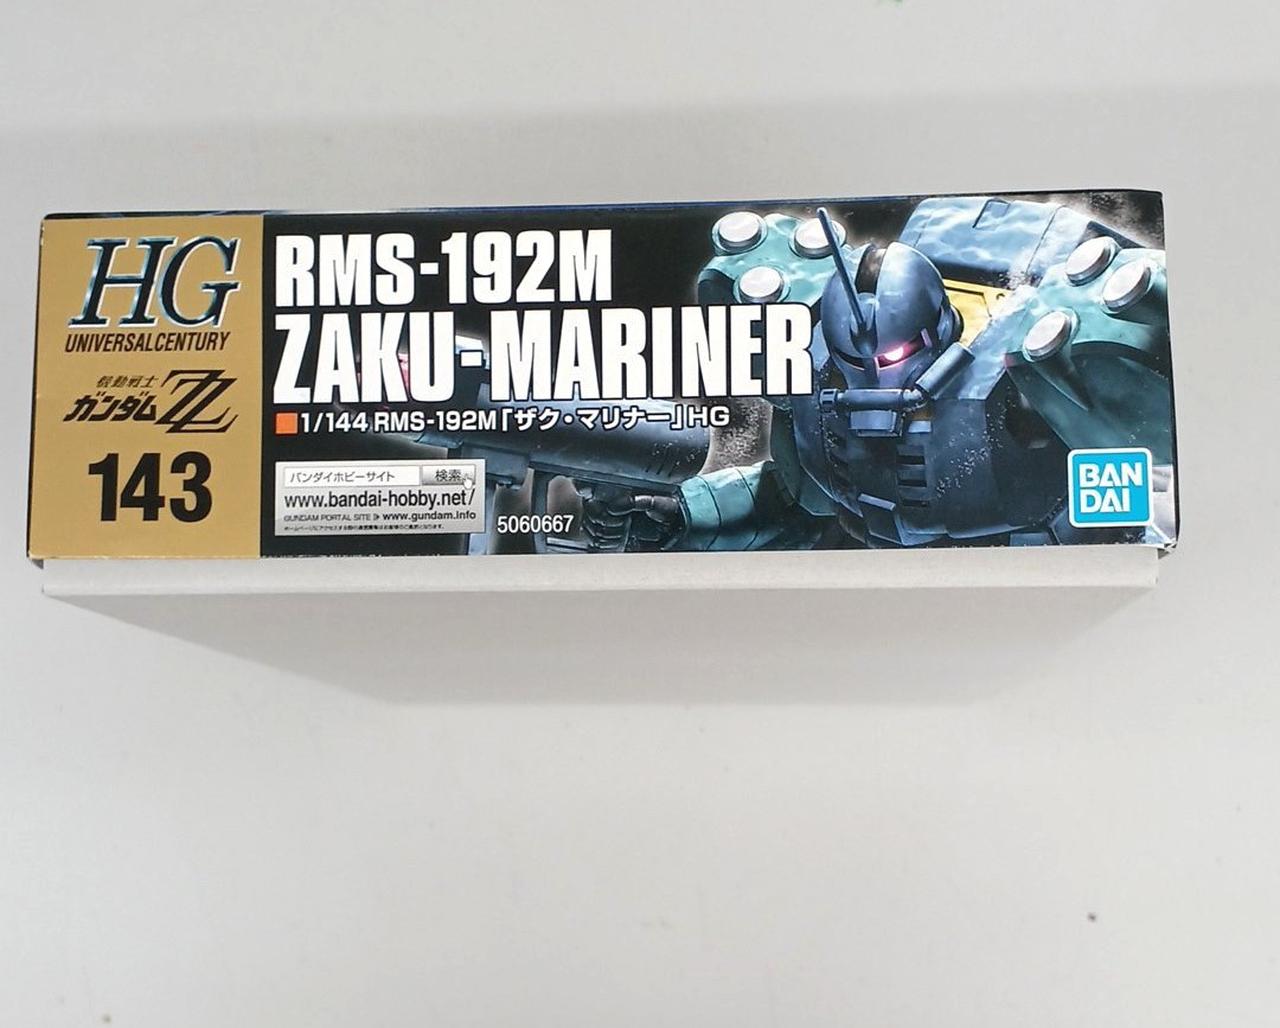 HG
UNIVERSAL CENTURY
機動戦士
ガンダムZZ
143
RMS-192M
ZAKU-MARINER
1/144 RMS-192M「ザク・マリナー」HG
バンダイホビーサイト 検索
www.bandai-hobby.net/
GUNDAM PORTAL SITE www.gundam.info
5060667
BAN
DAI